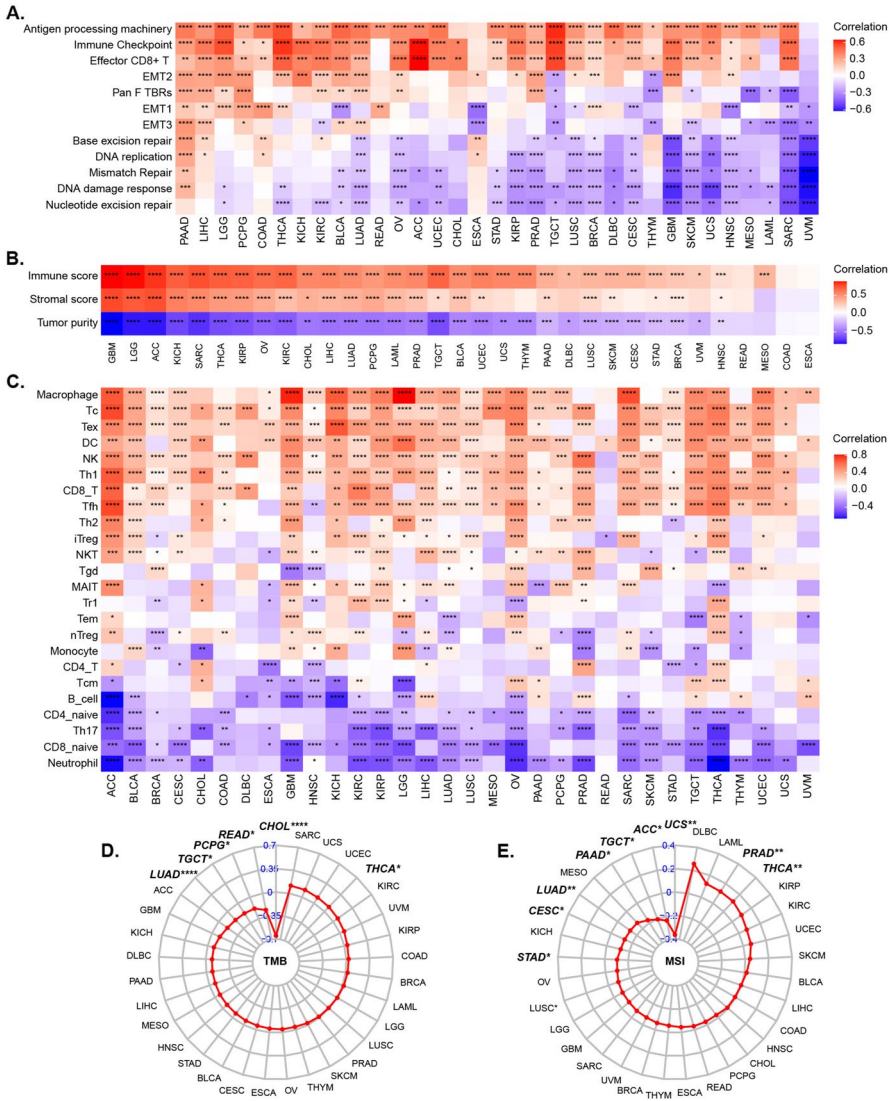 A.
Antigen processing machinery
Immune Checkpoint
Effector CD8+ T
EMT2
Pan F TBRs
EMT1
EMT3
Base excision repair
DNA replication
Mismatch Repair
DNA damage response
Nucleotide excision repair
PAAD LIHC LGG PCPG COAD THCA KICH KIRC BLCA LUAD READ OV ACC UCEC CHOL ESCA STAD KIRP PRAD TGCT LUSC BRCA DLBC CESC THYM GBM SKCM UCS HNSC MESO LAML SARC UVM
Correlation
0.6
0.3
0.0
-0.3
-0.6
B.
Immune score
Stromal score
Tumor purity
GBM LGG ACC KICH SARC THCA KIRP OV KIRC CHOL LIHC LUAD PCPG LAML PRAD TGCT BLCA UCEC UCS THYM PAAD DLBC LUSC SKCM CESC STAD BRCA UVM HNSC READ MESO COAD ESCA
Correlation
0.5
0.0
-0.5
C.
Macrophage
Tc
Tex
DC
NK
Th1
CD8_T
Tfh
Th2
iTreg
NKT
Tgd
MAIT
Tr1
Tem
nTreg
Monocyte
CD4_T
Tcm
B_cell
CD4_naive
Th17
CD8_naive
Neutrophil
ACC BLCA BRCA CESC CHOL COAD DLBC ESCA GBM HNSC KICH KIRC KIRP LGG LIHC LUAD LUSC MESO OV PAAD PCPG PRAD READ SARC SKCM STAD TGCT THCA THYM UCEC UCS UVM
Correlation
0.8
0.4
0.0
-0.4
D.
CHOL****
SARC
UCS
UCEC
THCA*
KIRC
UVM
KIRP
COAD
BRCA
LAML
LGG
LUSC
PRAD
SKCM
THYM
OV
ESCA
CESC
BLCA
STAD
HNSC
MESO
LIHC
PAAD
DLBC
KICH
GBM
ACC
LUAD****
TGCT*
PCPG*
READ*
0.7
0.35
0
-0.35
TMB
E.
UCS**
DLBC
LAML
PRAD**
THCA**
KIRP
KIRC
UCEC
SKCM
BLCA
LIHC
COAD
HNSC
CHOL
PCPG
READ
ESCA
THYM
BRCA
UVM
SARC
GBM
LGG
LUSC*
OV
STAD*
KICH
CESC*
LUAD**
MESO
PAAD*
TGCT*
ACC*
0.4
0.2
0
-0.2
-0.4
MSI